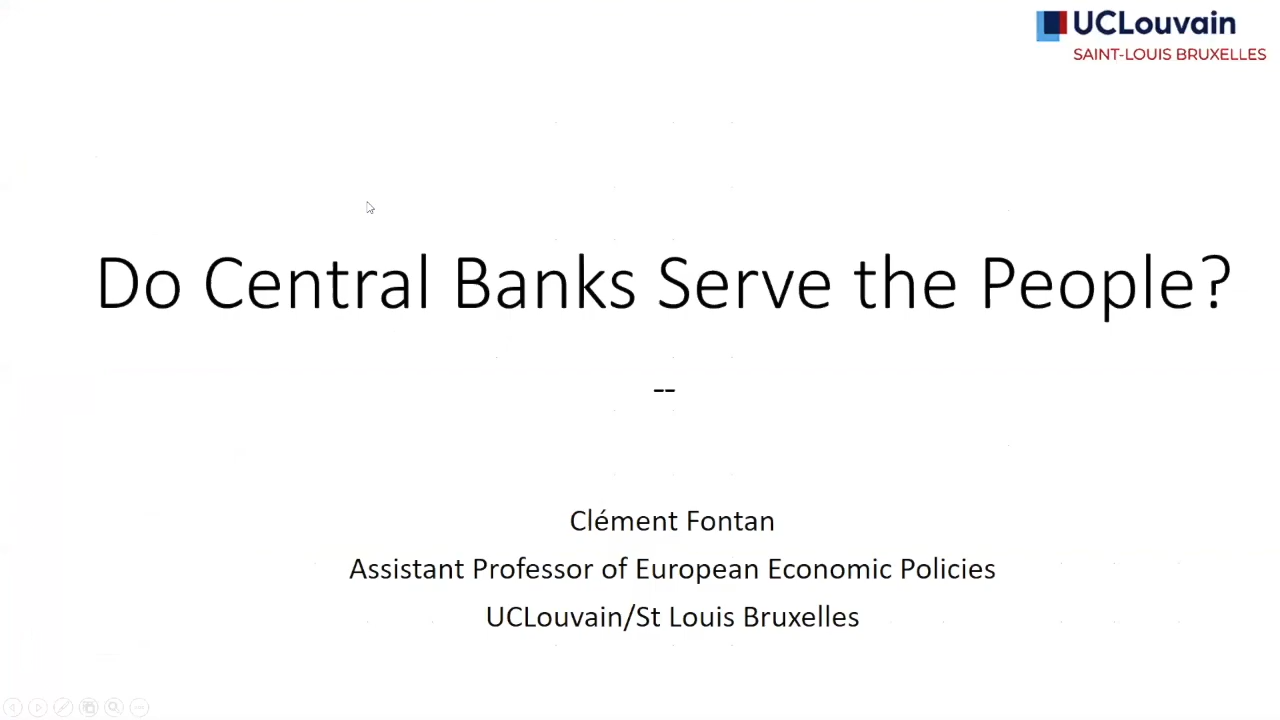 UCLouvain
SAINT-LOUIS BRUXELLES
Do Central Banks Serve the People?
--
Clément Fontan
Assistant Professor of European Economic Policies
UCLouvain/St Louis Bruxelles